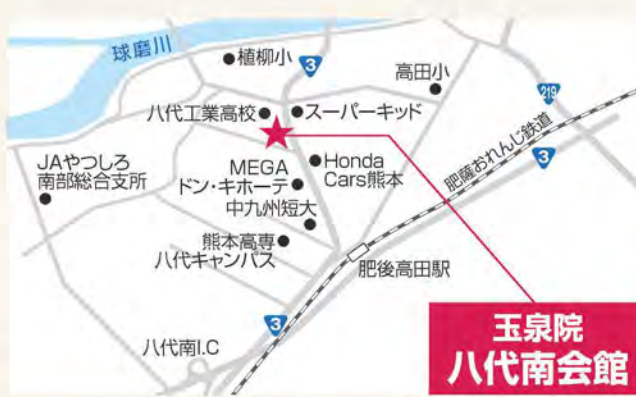 球磨川
植柳小
3
高田小
219
八代工業高校
スーパーキッド
肥薩おれんじ鉄道
3
JAやつしろ
南部総合支所
MEGA
ドン・キホーテ
Honda
Cars熊本
中九州短大
熊本高専
八代キャンパス
肥後高田駅
3
八代南I.C
玉泉院
八代南会館